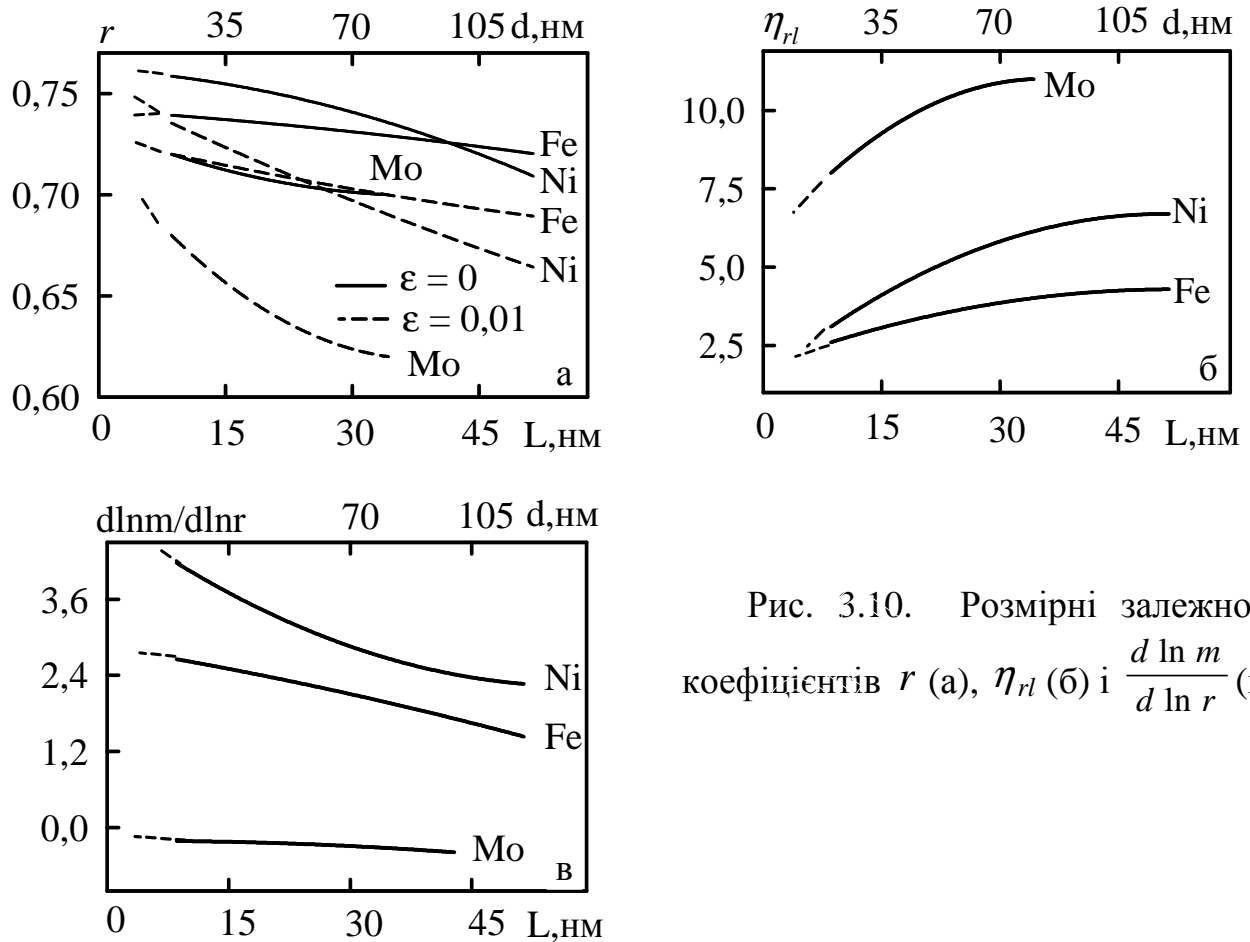 r 35 70 105 d,нм
0,75
0,70
0,65
0,60
Fe
Ni
Mo
Fe
Ni
Mo
ε = 0
ε = 0,01
а
0 15 30 45 L,нм
η_rl 35 70 105 d,нм
10,0
7,5
5,0
2,5
Mo
Ni
Fe
б
0 15 30 45 L,нм
dlnm/dlnr 70 105 d,нм
3,6
2,4
1,2
0,0
Ni
Fe
Mo
в
0 15 30 45 L,нм
Рис. 3.10. Розмірні залежно
коефіцієнтів r (а), η_rl (б) і d ln m / d ln r (